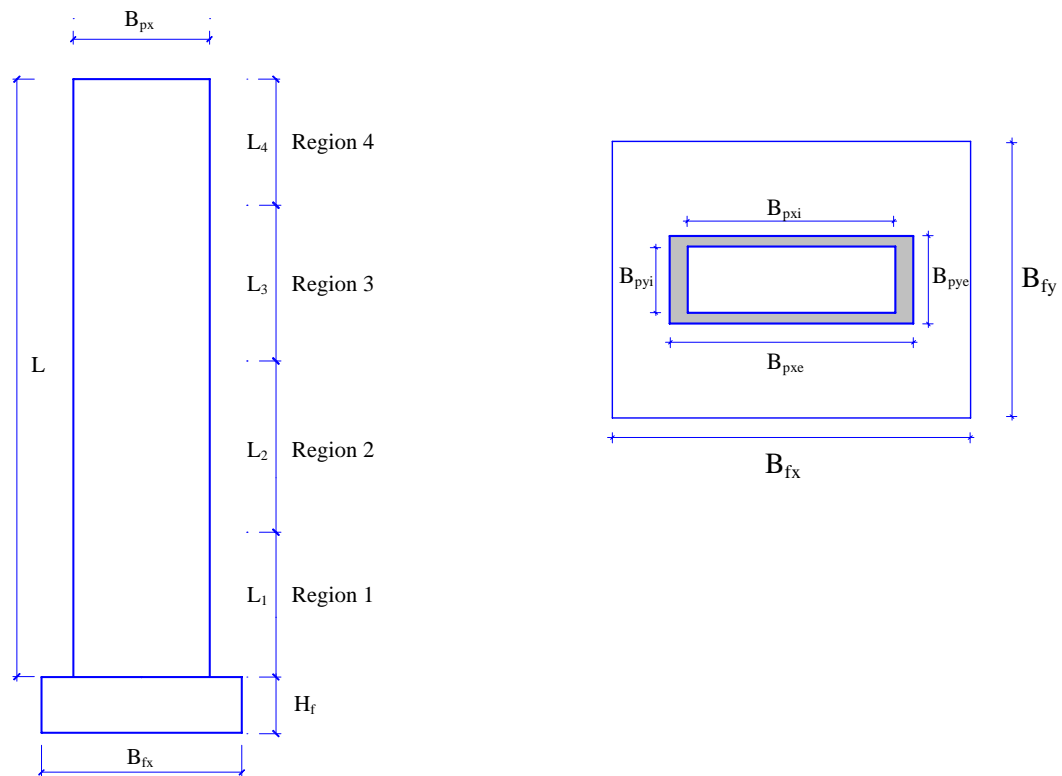 Bpx
L4 Region 4
L3 Region 3
L
L2 Region 2
L1 Region 1
Hf
Bfx
Bpxi
Bpyi
Bpye
Bfy
Bpxe
Bfx